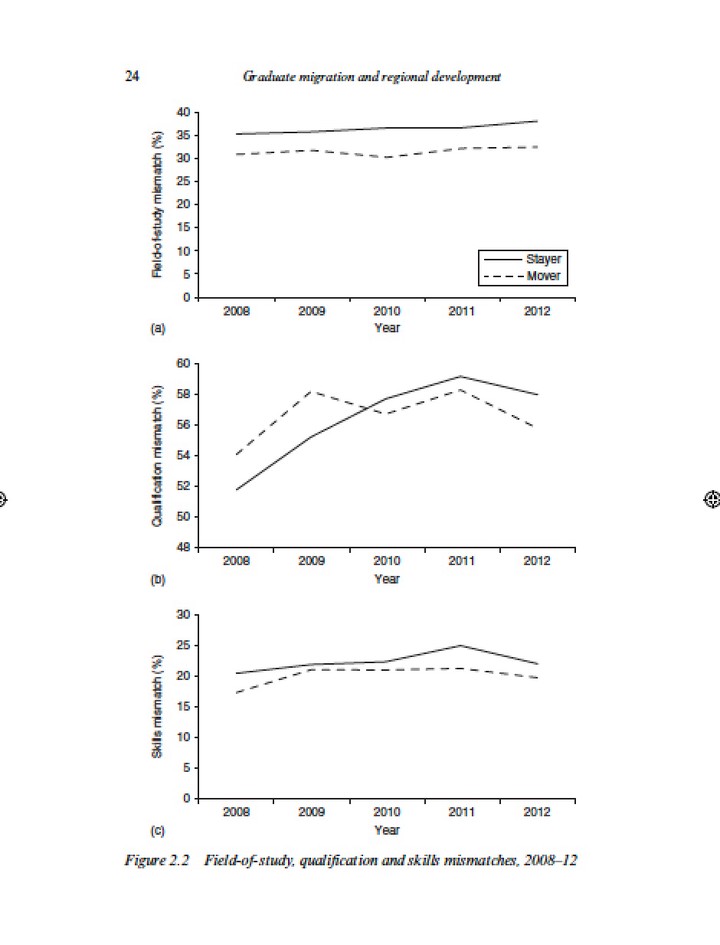 24 Graduate migration and regional development
40
35
30
25
20
15
10
5
0
Field-of-study mismatch (%)
Stayer
Mover
2008 2009 2010 2011 2012
(a) Year
60
58
56
54
52
50
48
Qualification mismatch (%)
2008 2009 2010 2011 2012
(b) Year
30
25
20
15
10
5
0
Skills mismatch (%)
2008 2009 2010 2011 2012
(c) Year
Figure 2.2 Field-of-study, qualification and skills mismatches, 2008–12